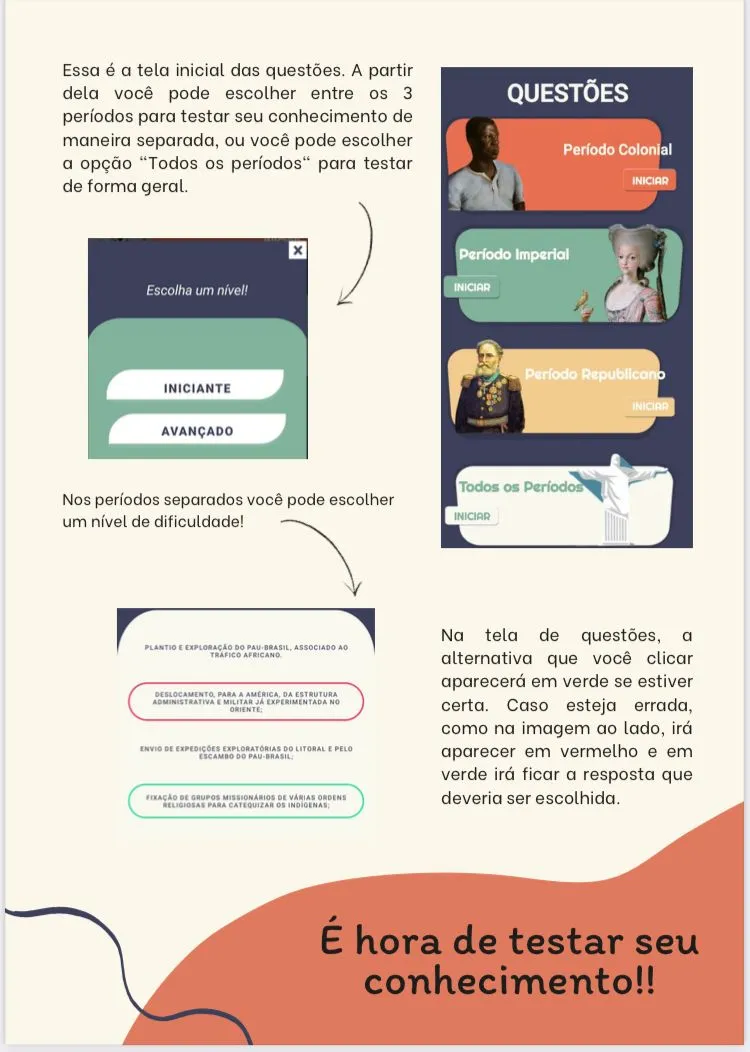 Essa é a tela inicial das questões. A partir
dela você pode escolher entre os 3
períodos para testar seu conhecimento de
maneira separada, ou você pode escolher
a opção "Todos os períodos" para testar
de forma geral.
QUESTÕES
Período Colonial
INICIAR
Período Imperial
INICIAR
Período Republicano
INICIAR
Todos os Períodos
INICIAR
X
Escolha um nível!
INICIANTE
AVANÇADO
Nos períodos separados você pode escolher
um nível de dificuldade!
PLANTIO E EXPLORAÇÃO DO PAU-BRASIL, ASSOCIADO AO
TRÁFICO AFRICANO.
DESLOCAMENTO, PARA A AMÉRICA, DA ESTRUTURA
ADMINISTRATIVA E MILITAR JÁ EXPERIMENTADA NO
ORIENTE;
ENVIO DE EXPEDIÇÕES EXPLORATÓRIAS DO LITORAL E PELO
ESCAMBO DO PAU-BRASIL;
FIXAÇÃO DE GRUPOS MISSIONÁRIOS DE VÁRIAS ORDENS
RELIGIOSAS PARA CATEQUIZAR OS INDÍGENAS;
Na tela de questões, a
alternativa que você clicar
aparecerá em verde se estiver
certa. Caso esteja errada,
como na imagem ao lado, irá
aparecer em vermelho e em
verde irá ficar a resposta que
deveria ser escolhida.
É hora de testar seu
conhecimento!!